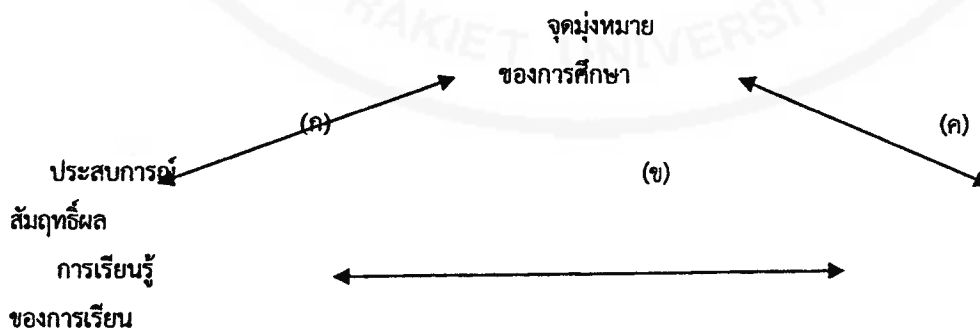 RAKIET UNIVERSITY
จุดมุ่งหมาย
ของการศึกษา
(ก)
(ค)
ประสบการณ์
(ข)
สัมฤทธิ์ผล
การเรียนรู้
ของการเรียน